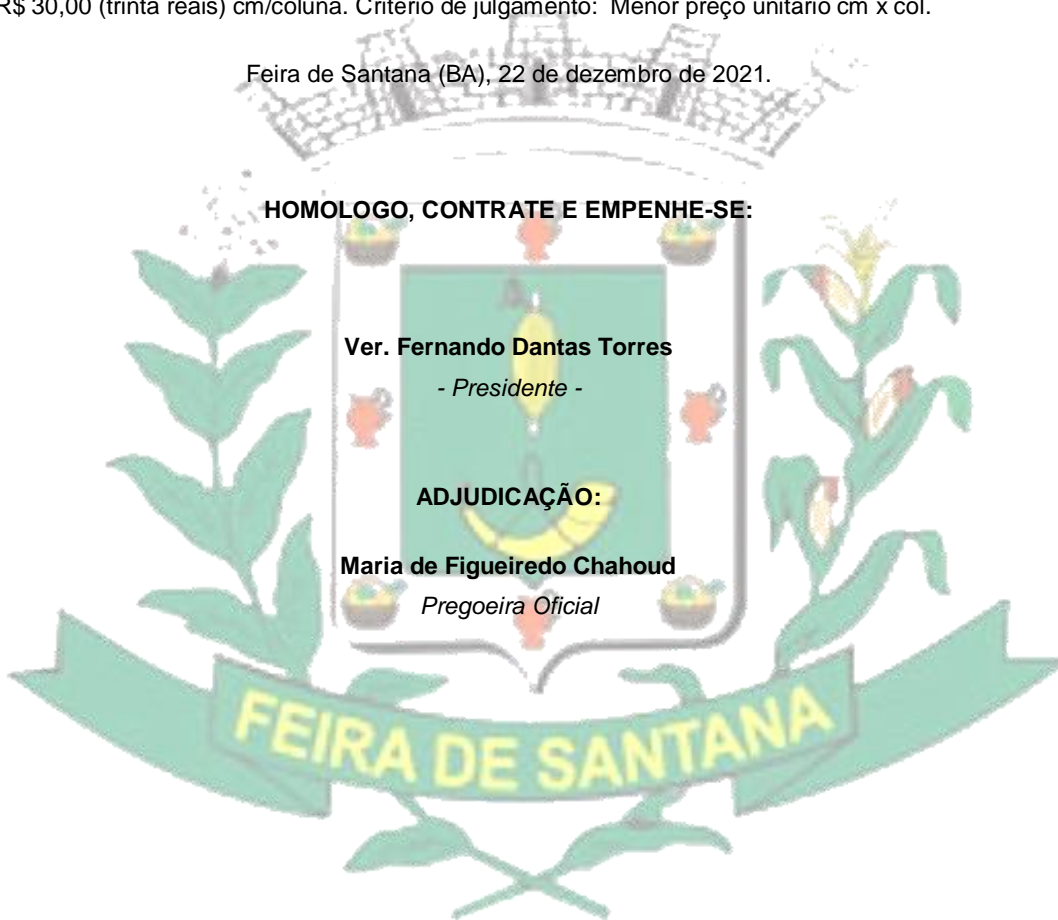 R$ 30,00 (trinta reais) cm/coluna. Critério de julgamento: Menor preço unitário cm x col.
Feira de Santana (BA), 22 de dezembro de 2021.
HOMOLOGO, CONTRATE E EMPENHE-SE:
Ver. Fernando Dantas Torres
- Presidente -
ADJUDICAÇÃO:
Maria de Figueiredo Chahoud
Pregoeira Oficial
FEIRA DE SANTANA